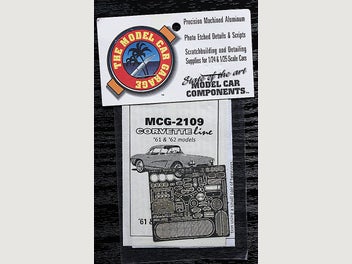 THE MODEL CAR GARAGE
Precision Machined Aluminum
Photo Etched Details & Scripts
Scratchbuilding and Detailing
Supplies for 1/24 & 1/25 Scale Cars
State of the art
MODEL CAR
COMPONENTS
MCG-2109
CORVETTE line
'61 & '62 models
'61 &